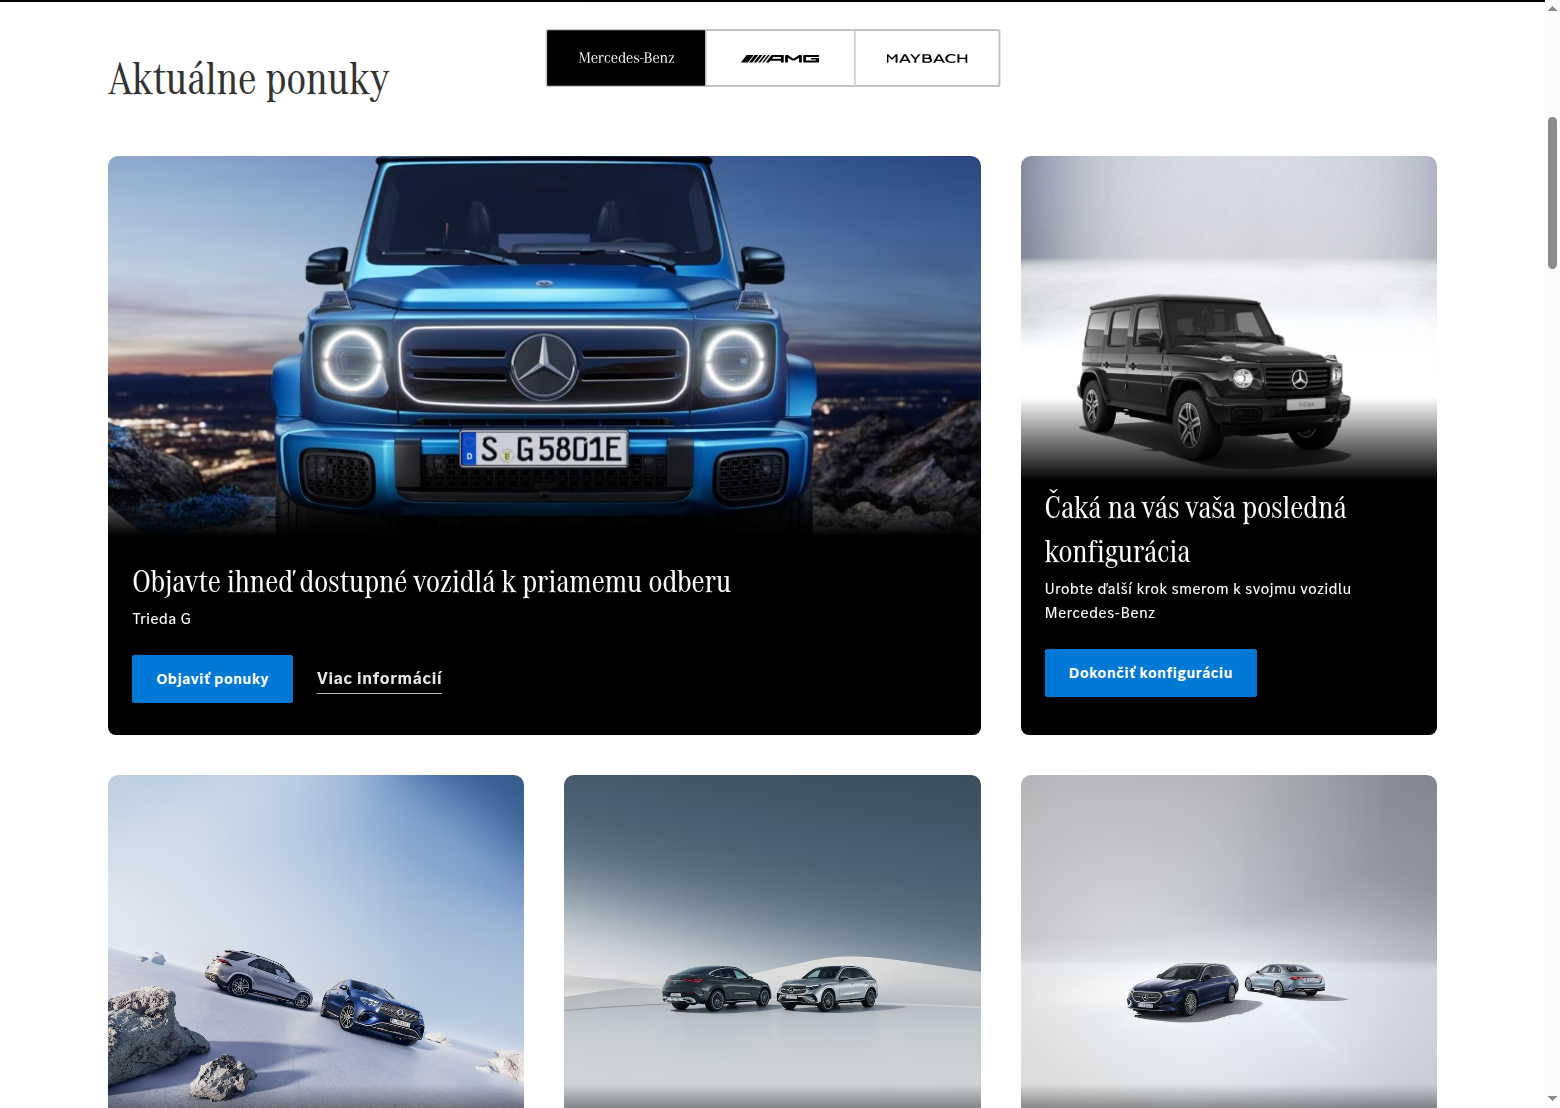 Aktuálne ponuky
Mercedes-Benz
AMG
MAYBACH
S G 5801E
D
G-Class
Objavte ihneď dostupné vozidlá k priamemu odberu
Trieda G
Objaviť ponuky
Viac informácií
Čaká na vás vaša posledná
konfigurácia
Urobte ďalší krok smerom k svojmu vozidlu
Mercedes-Benz
Dokončiť konfiguráciu